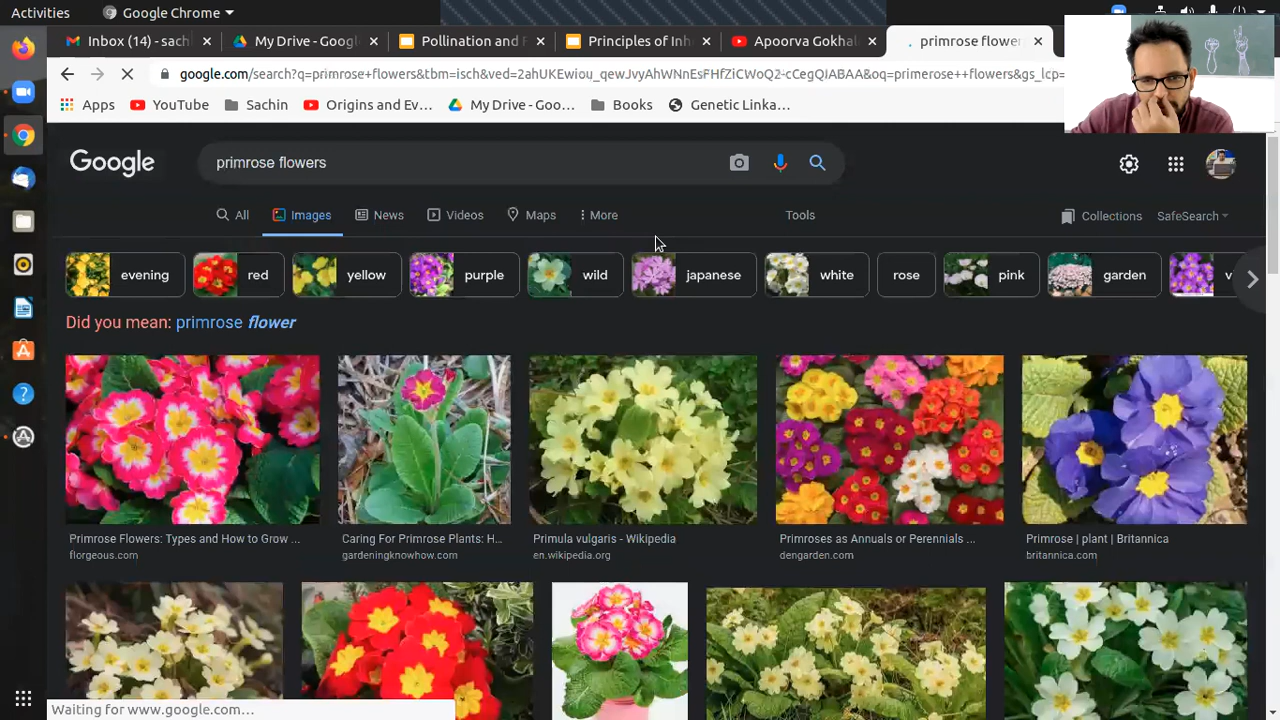 Activities
Google Chrome
Inbox (14) - sach
My Drive - Goog
Pollination and F
Principles of Inh
Apoorva Gokhal
primrose flower
google.com/search?q=primrose+flowers&tbm=isch&ved=2ahUKEwiou_qewJvyAhWNnEsFHfZiCWoQ2-cCegQIABAA&oq=primerose++flowers&gs_lcp=
Apps
YouTube
Sachin
Origins and Ev...
My Drive - Goo...
Books
Genetic Linka...
Google
primrose flowers
All
Images
News
Videos
Maps
More
Tools
Collections
SafeSearch
evening
red
yellow
purple
wild
japanese
white
rose
pink
garden
v
Did you mean: primrose flower
Primrose Flowers: Types and How to Grow ...
florgeous.com
Caring For Primrose Plants: H...
gardeningknowhow.com
Primula vulgaris - Wikipedia
en.wikipedia.org
Primroses as Annuals or Perennials ...
dengarden.com
Primrose | plant | Britannica
britannica.com
Waiting for www.google.com...